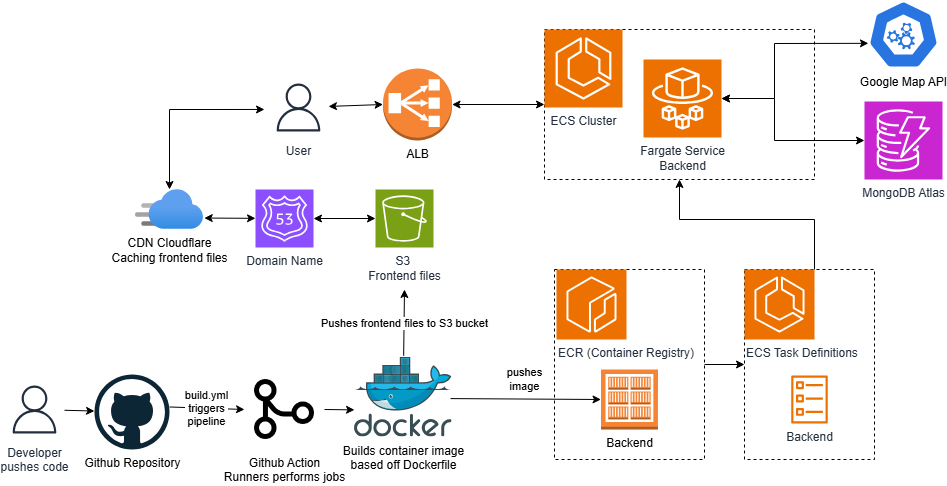 Google Map API
ECS Cluster
Fargate Service
Backend
User
ALB
MongoDB Atlas
53
CDN Cloudflare
Caching frontend files
Domain Name
S3
Frontend files
Pushes frontend files to S3 bucket
ECR (Container Registry)
ECS Task Definitions
pushes
image
build.yml
triggers
pipeline
docker
Backend
Backend
Developer
pushes code
Github Repository
Github Action
Runners performs jobs
Builds container image
based off Dockerfile